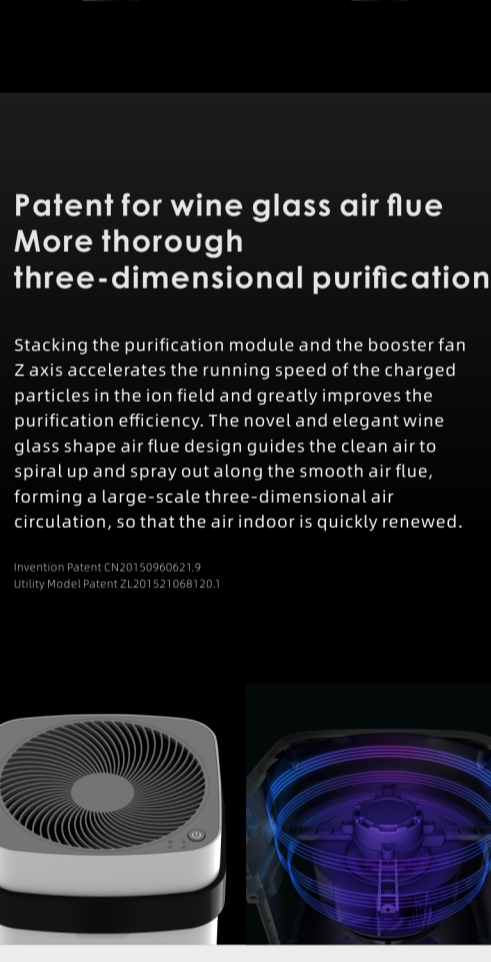 Patent for wine glass air flue
More thorough
three-dimensional purification
Stacking the purification module and the booster fan
Z axis accelerates the running speed of the charged
particles in the ion field and greatly improves the
purification efficiency. The novel and elegant wine
glass shape air flue design guides the clean air to
spiral up and spray out along the smooth air flue,
forming a large-scale three-dimensional air
circulation, so that the air indoor is quickly renewed.
Invention Patent CN20150960621.9
Utility Model Patent ZL201521068120.1